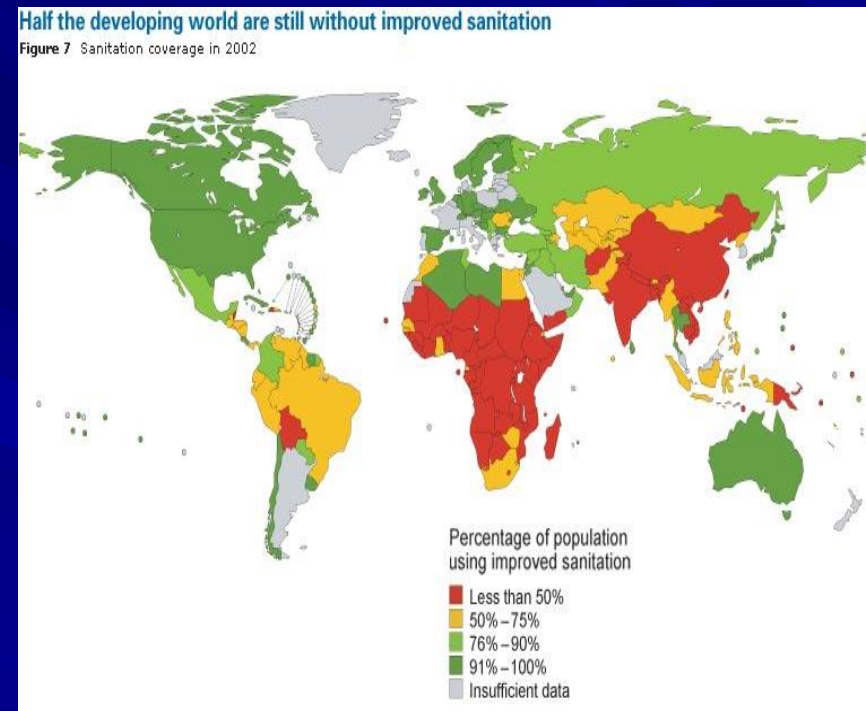 Half the developing world are still without improved sanitation
Figure 7 Sanitation coverage in 2002
Percentage of population
using improved sanitation
Less than 50%
50%–75%
76%–90%
91%–100%
Insufficient data